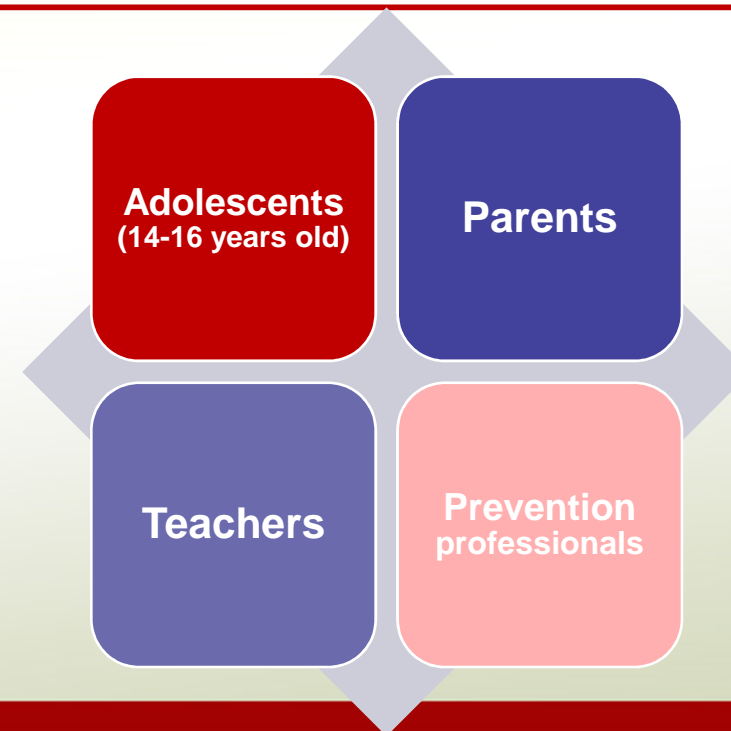 Adolescents
(14-16 years old)
Parents
Teachers
Prevention
professionals